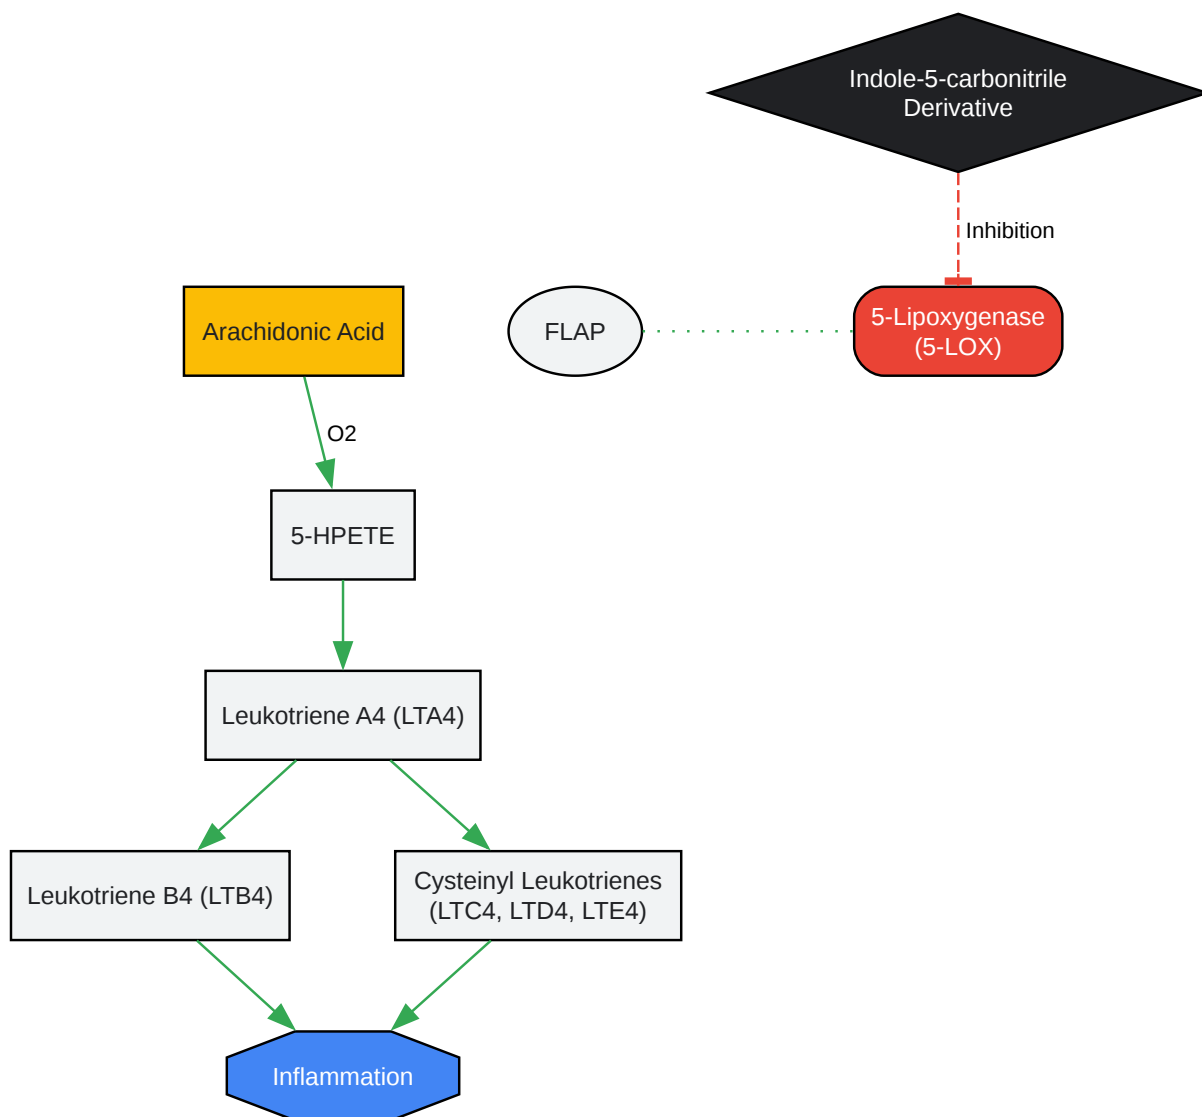 Indole-5-carbonitrile
Derivative
Inhibition
Arachidonic Acid
FLAP
5-Lipoxygenase
(5-LOX)
O2
5-HPETE
Leukotriene A4 (LTA4)
Leukotriene B4 (LTB4)
Cysteinyl Leukotrienes
(LTC4, LTD4, LTE4)
Inflammation